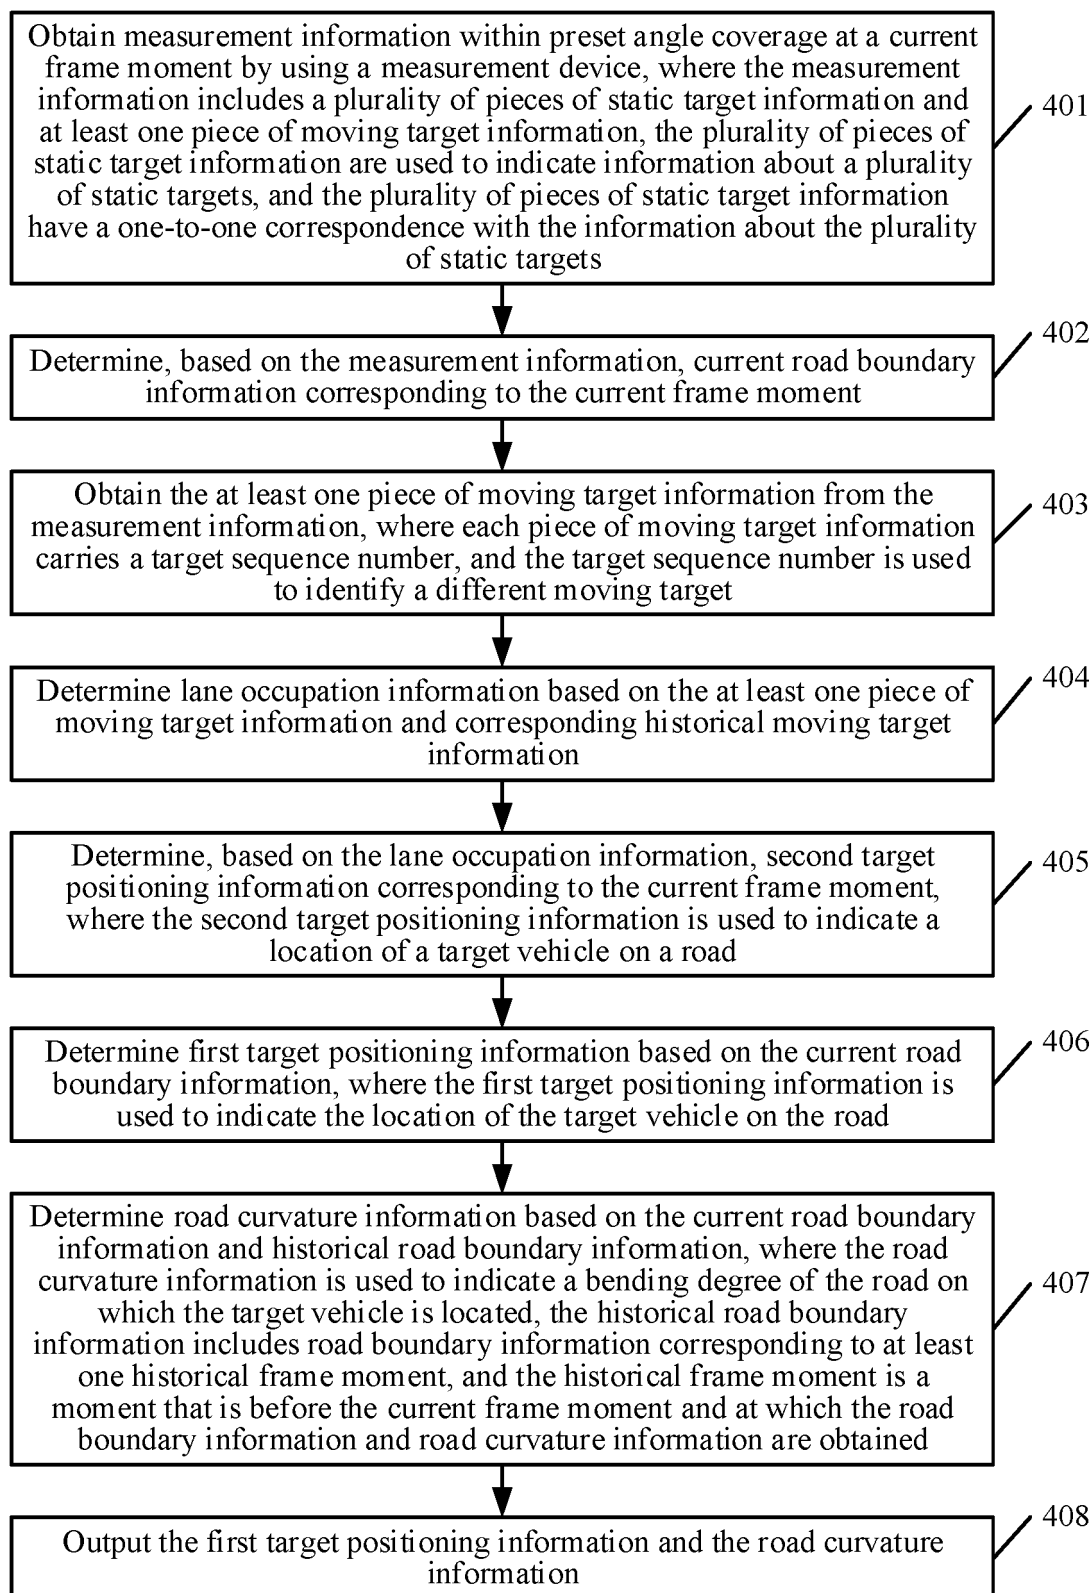 Obtain measurement information within preset angle coverage at a current
frame moment by using a measurement device, where the measurement
information includes a plurality of pieces of static target information and
at least one piece of moving target information, the plurality of pieces of
static target information are used to indicate information about a plurality
of static targets, and the plurality of pieces of static target information
have a one-to-one correspondence with the information about the plurality
of static targets
401
Determine, based on the measurement information, current road boundary
information corresponding to the current frame moment
402
Obtain the at least one piece of moving target information from the
measurement information, where each piece of moving target information
carries a target sequence number, and the target sequence number is used
to identify a different moving target
403
Determine lane occupation information based on the at least one piece of
moving target information and corresponding historical moving target
information
404
Determine, based on the lane occupation information, second target
positioning information corresponding to the current frame moment,
where the second target positioning information is used to indicate a
location of a target vehicle on a road
405
Determine first target positioning information based on the current road
boundary information, where the first target positioning information is
used to indicate the location of the target vehicle on the road
406
Determine road curvature information based on the current road boundary
information and historical road boundary information, where the road
curvature information is used to indicate a bending degree of the road on
which the target vehicle is located, the historical road boundary
information includes road boundary information corresponding to at least
one historical frame moment, and the historical frame moment is a
moment that is before the current frame moment and at which the road
boundary information and road curvature information are obtained
407
Output the first target positioning information and the road curvature
information
408